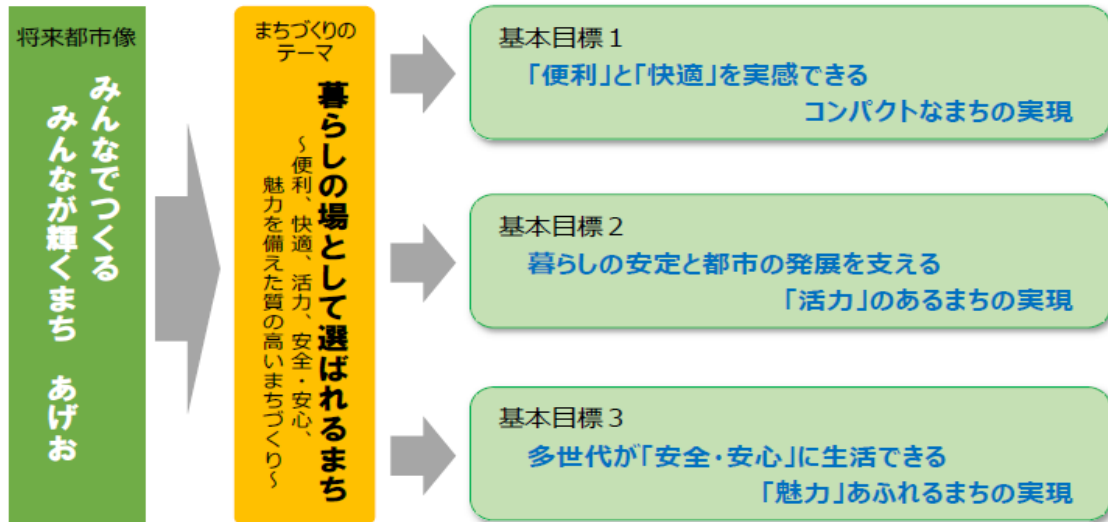 将来都市像
みんなでつくる
みんなが輝くまち　あげお
まちづくりの
テーマ
暮らしの場として選ばれるまち
～便利、快適、活力、安全・安心、
魅力を備えた質の高いまちづくり～
基本目標１
「便利」と「快適」を実感できる
コンパクトなまちの実現
基本目標２
暮らしの安定と都市の発展を支える
「活力」のあるまちの実現
基本目標３
多世代が「安全・安心」に生活できる
「魅力」あふれるまちの実現